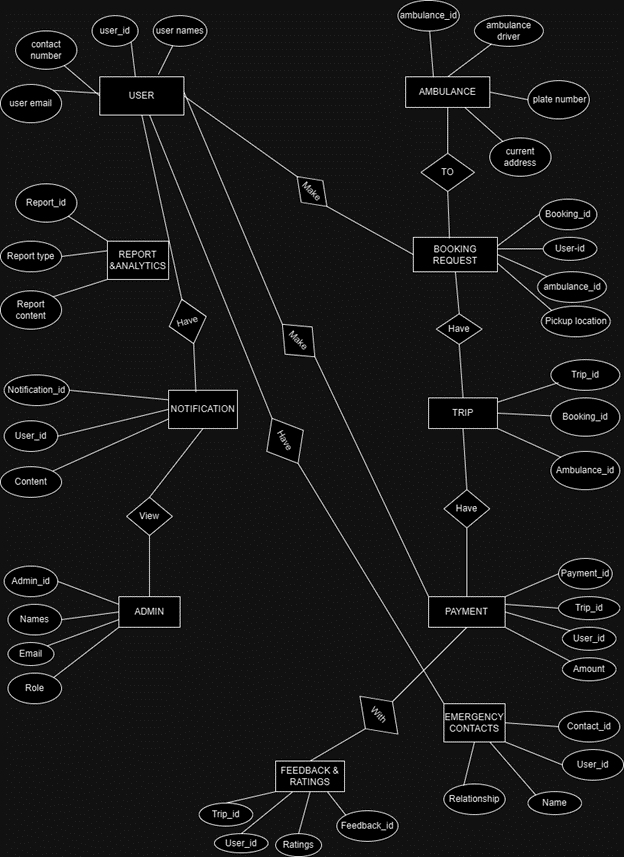 user_id
user names
contact
number
user email
USER
ambulance_id
ambulance
driver
AMBULANCE
plate number
current
address
TO
Make
Report_id
Report type
Report
content
REPORT
&ANALYTICS
BOOKING
REQUEST
Booking_id
User-id
ambulance_id
Pickup location
Have
Make
Have
Notification_id
User_id
Content
NOTIFICATION
TRIP
Trip_id
Booking_id
Ambulance_id
Have
View
Have
Admin_id
Names
Email
Role
ADMIN
PAYMENT
Payment_id
Trip_id
User_id
Amount
With
EMERGENCY
CONTACTS
Contact_id
User_id
Relationship
Name
FEEDBACK &
RATINGS
Trip_id
User_id
Ratings
Feedback_id